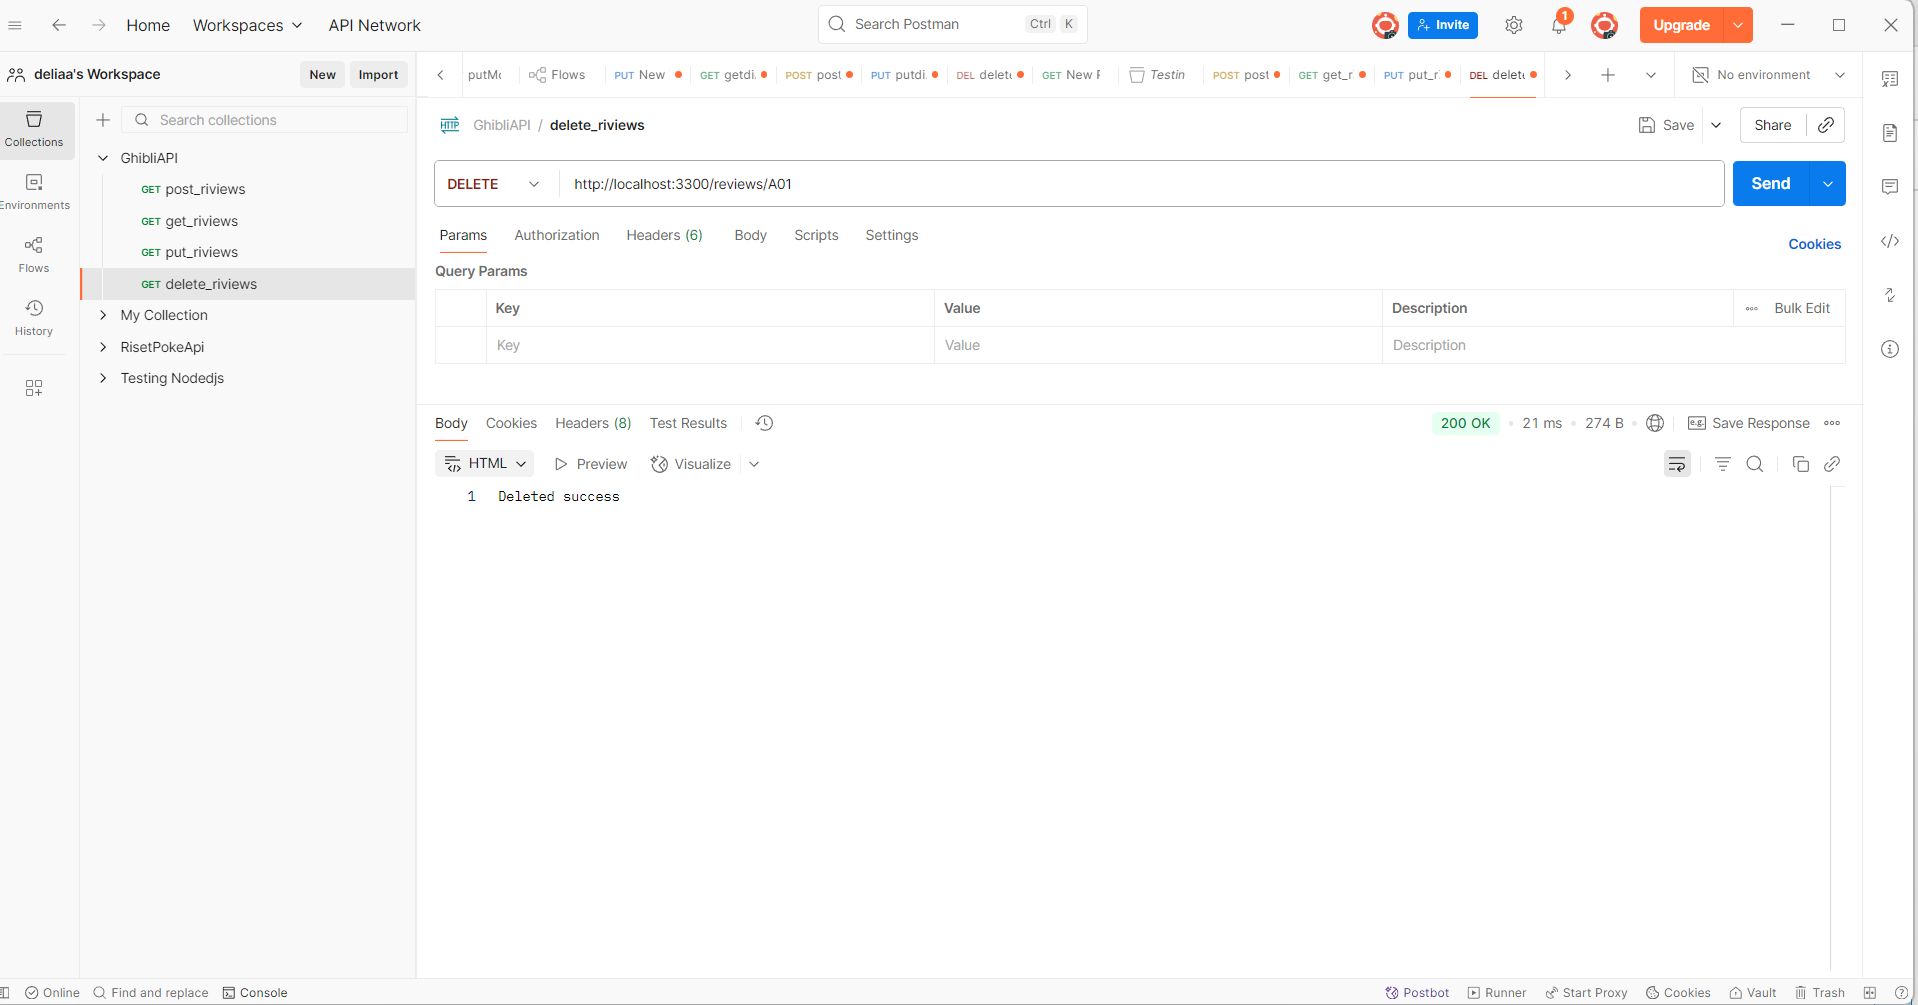 Home Workspaces API Network Search Postman Ctrl K Invite 1 Upgrade
deliaa's Workspace New Import putMo Flows PUT New GET getdi. POST post PUT putdi. DEL delete GET New F Testin POST post GET get_r PUT put_r DEL delete No environment
Collections
Environments
Flows
History
Search collections
GhibliAPI
GET post_riviews
GET get_riviews
GET put_riviews
GET delete_riviews
My Collection
RisetPokeApi
Testing Nodedjs
HTTP GhibliAPI / delete_riviews Save Share
DELETE http://localhost:3300/reviews/A01 Send
Params Authorization Headers (6) Body Scripts Settings Cookies
Query Params
Key Value Description Bulk Edit
Key Value Description
Body Cookies Headers (8) Test Results 200 OK 21 ms 274 B e.g. Save Response
HTML Preview Visualize
1 Deleted success
Online Find and replace Console Postbot Runner Start Proxy Cookies Vault Trash